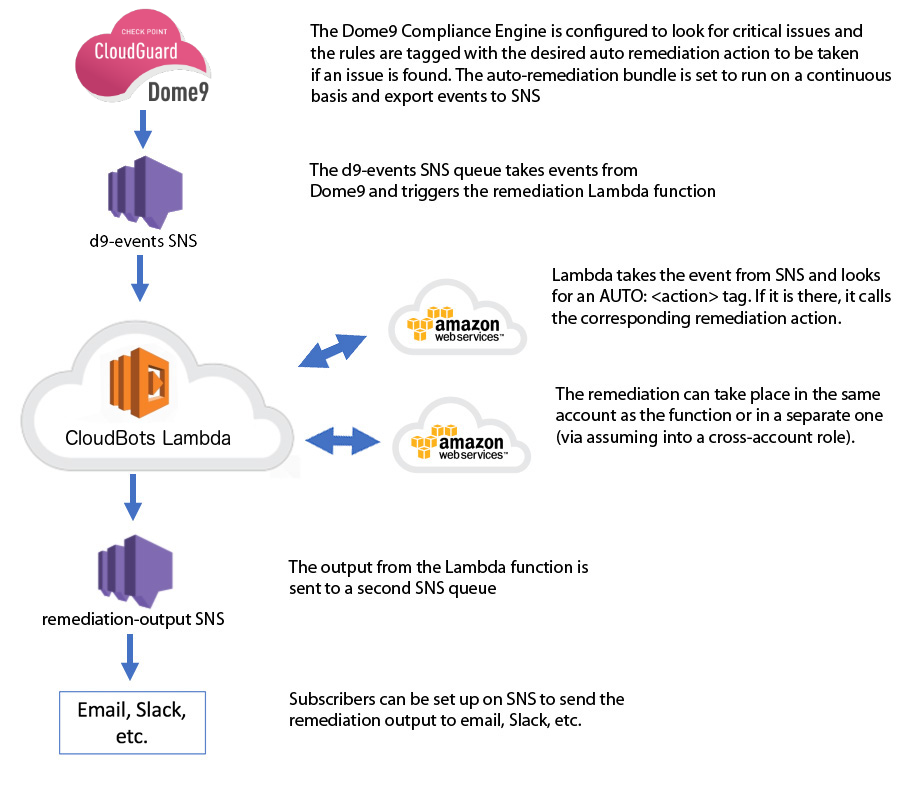 CHECK POINT
CloudGuard
Dome9
The Dome9 Compliance Engine is configured to look for critical issues and
the rules are tagged with the desired auto remediation action to be taken
if an issue is found. The auto-remediation bundle is set to run on a continuous
basis and export events to SNS
The d9-events SNS queue takes events from
Dome9 and triggers the remediation Lambda function
d9-events SNS
Lambda takes the event from SNS and looks
for an AUTO: <action> tag. If it is there, it calls
the corresponding remediation action.
amazon
webservices™
The remediation can take place in the same
account as the function or in a separate one
(via assuming into a cross-account role).
amazon
webservices™
CloudBots Lambda
The output from the Lambda function is
sent to a second SNS queue
remediation-output SNS
Subscribers can be set up on SNS to send the
remediation output to email, Slack, etc.
Email, Slack,
etc.